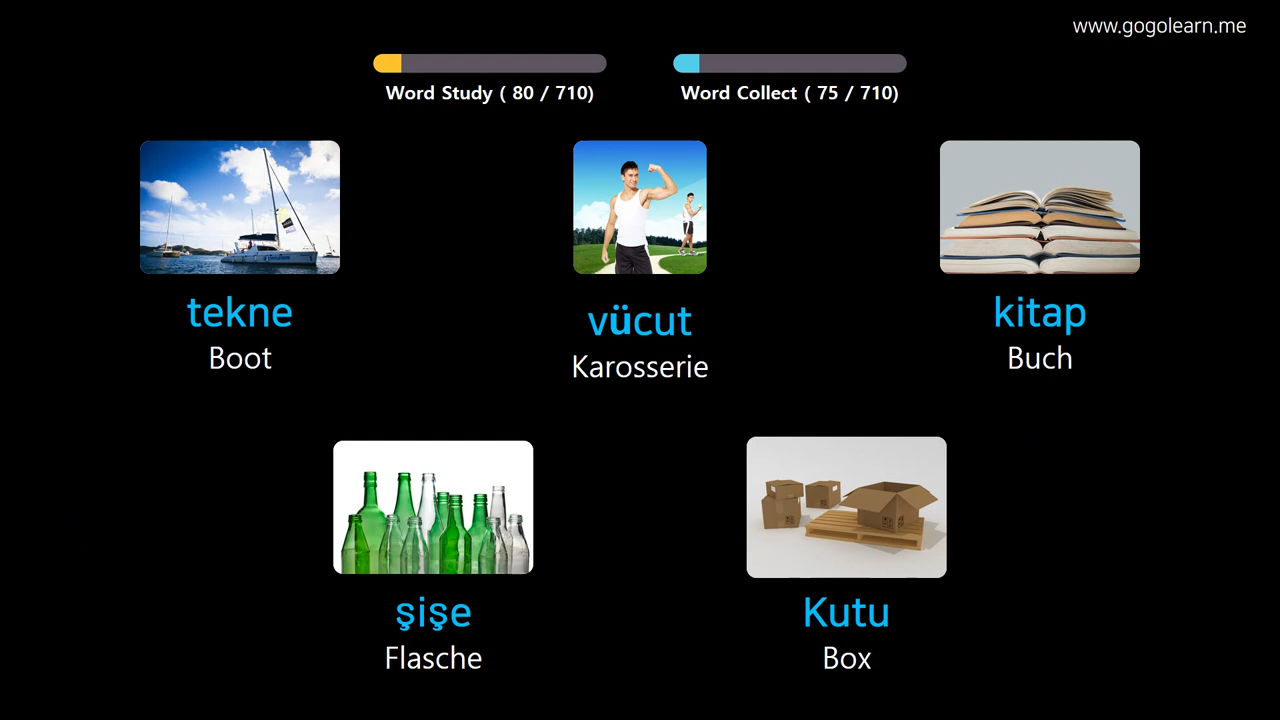 www.gogolearn.me
Word Study ( 80 / 710)
Word Collect ( 75 / 710)
tekne
Boot
vücut
Karosserie
kitap
Buch
şişe
Flasche
Kutu
Box